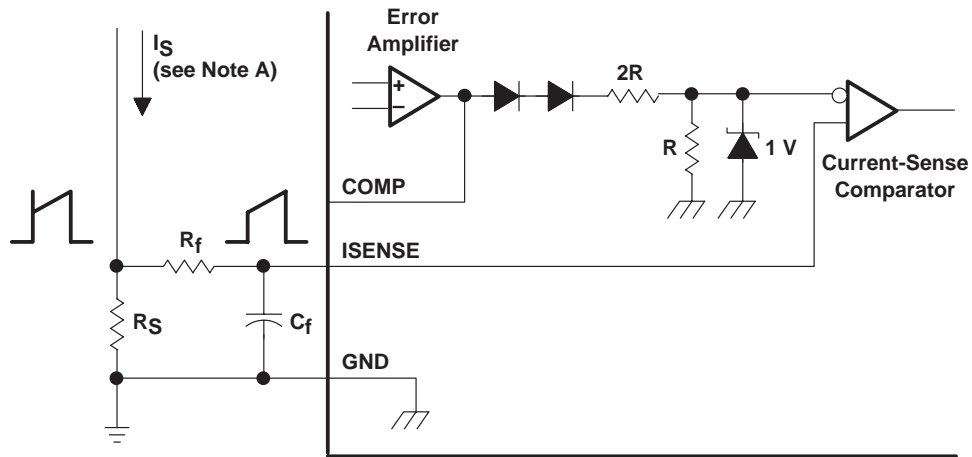 Error
Amplifier
IS
(see Note A)
+
−
2R
R
1 V
Current-Sense
Comparator
COMP
Rf
ISENSE
RS
Cf
GND